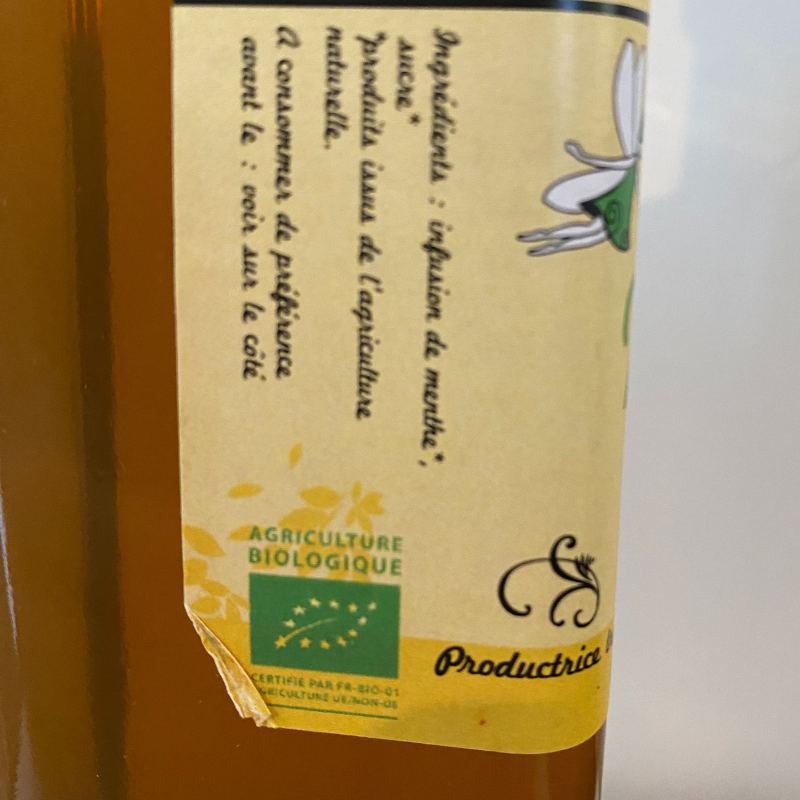 Ingrédients : infusion de menthe*,
sucre*
*produits issus de l'agriculture
naturelle.
A consommer de préférence
avant le : voir sur le côté
AGRICULTURE
BIOLOGIQUE
CERTIFIÉ PAR FR-BIO-01
AGRICULTURE UE/NON-UE
Productrice